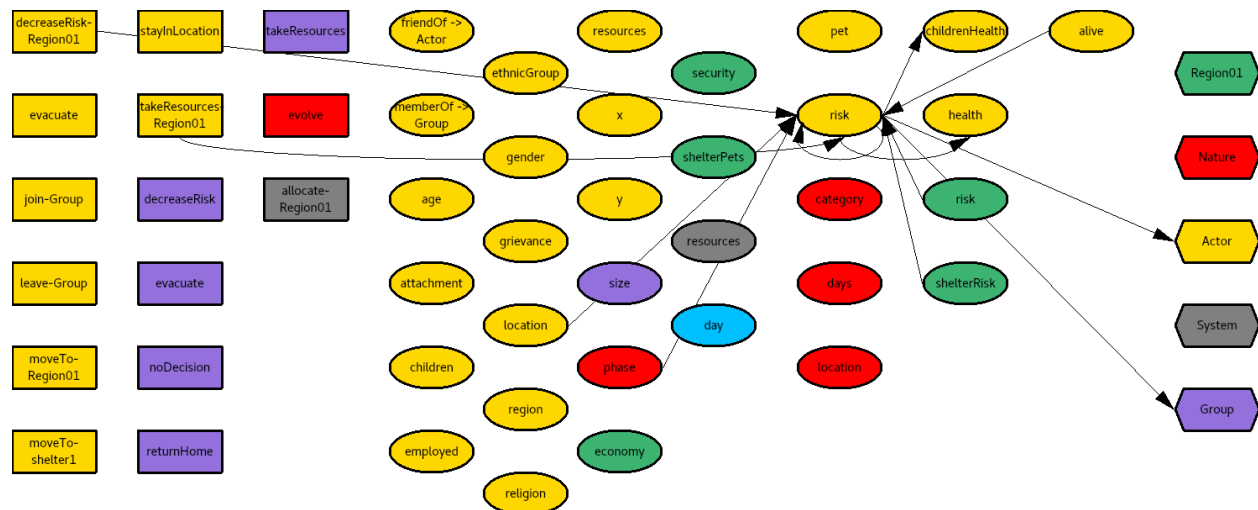 decreaseRisk-
Region01
stayInLocation
takeResources
friendOf ->
Actor
resources
pet
childrenHealth
alive
ethnicGroup
security
Region01
evacuate
takeResources-
Region01
evolve
memberOf ->
Group
x
risk
health
gender
shelterPets
Nature
join-Group
decreaseRisk
allocate-
Region01
age
y
category
risk
grievance
resources
Actor
leave-Group
evacuate
attachment
size
days
shelterRisk
location
day
System
moveTo-
Region01
noDecision
children
phase
location
region
Group
moveTo-
shelter1
returnHome
employed
economy
religion